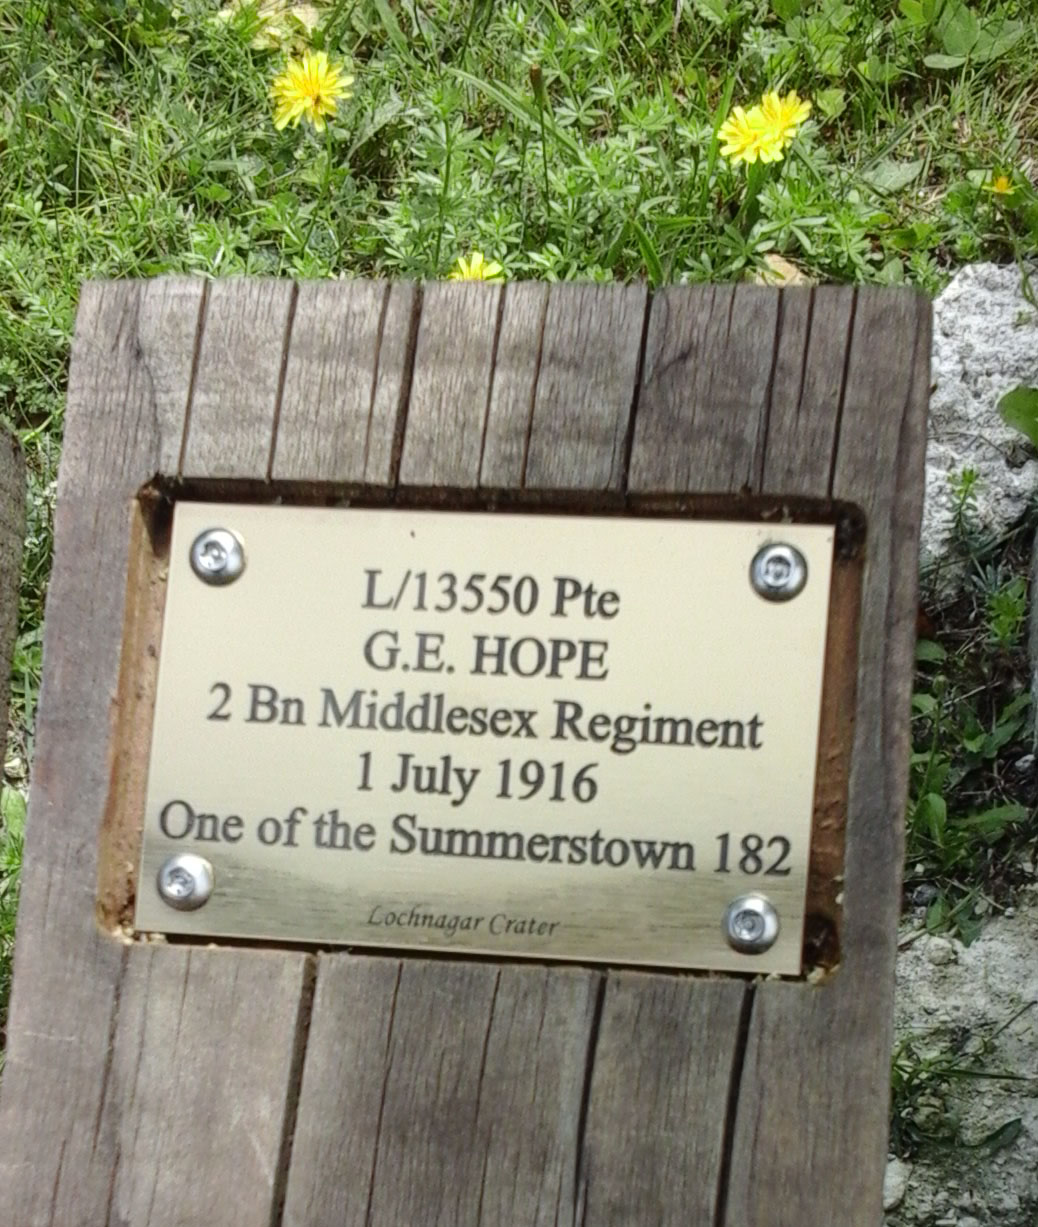 L/13550 Pte
G.E. HOPE
2 Bn Middlesex Regiment
1 July 1916
One of the Summerstown 182
Lochnagar Crater